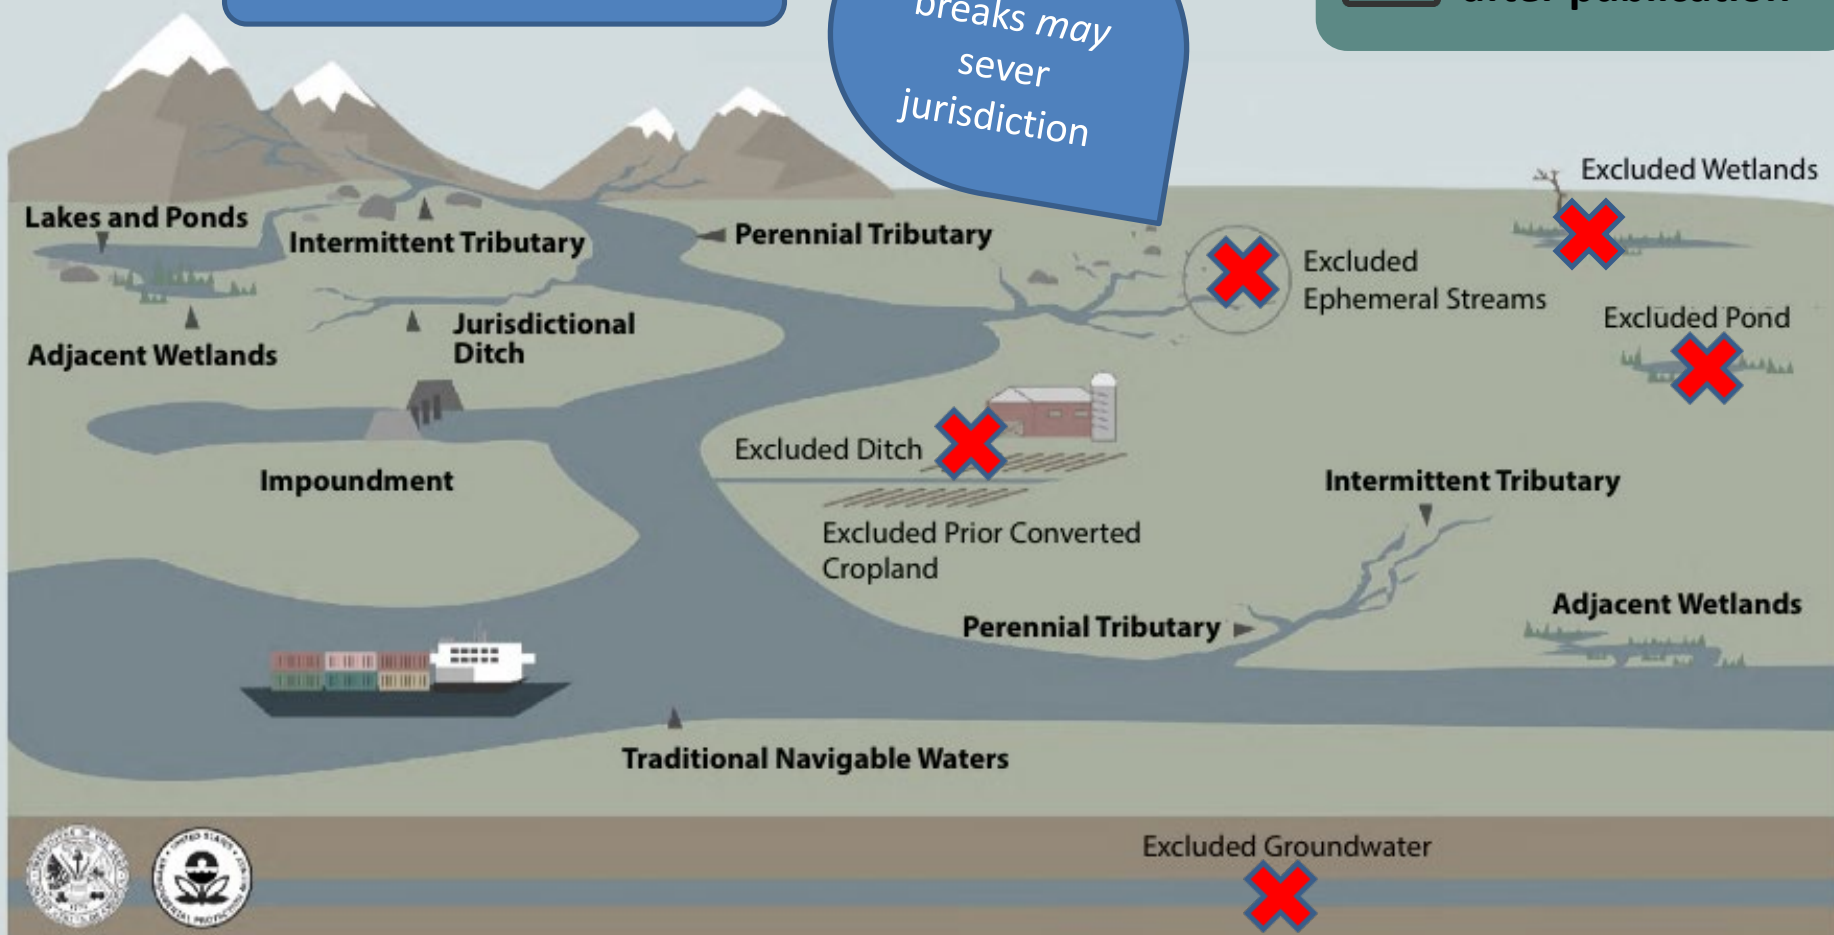 breaks may
sever
jurisdiction
after publication
Excluded Wetlands
Lakes and Ponds
Intermittent Tributary
Perennial Tributary
Excluded
Ephemeral Streams
Excluded Pond
Adjacent Wetlands
Jurisdictional
Ditch
Excluded Ditch
Impoundment
Intermittent Tributary
Excluded Prior Converted
Cropland
Adjacent Wetlands
Perennial Tributary
Traditional Navigable Waters
Excluded Groundwater